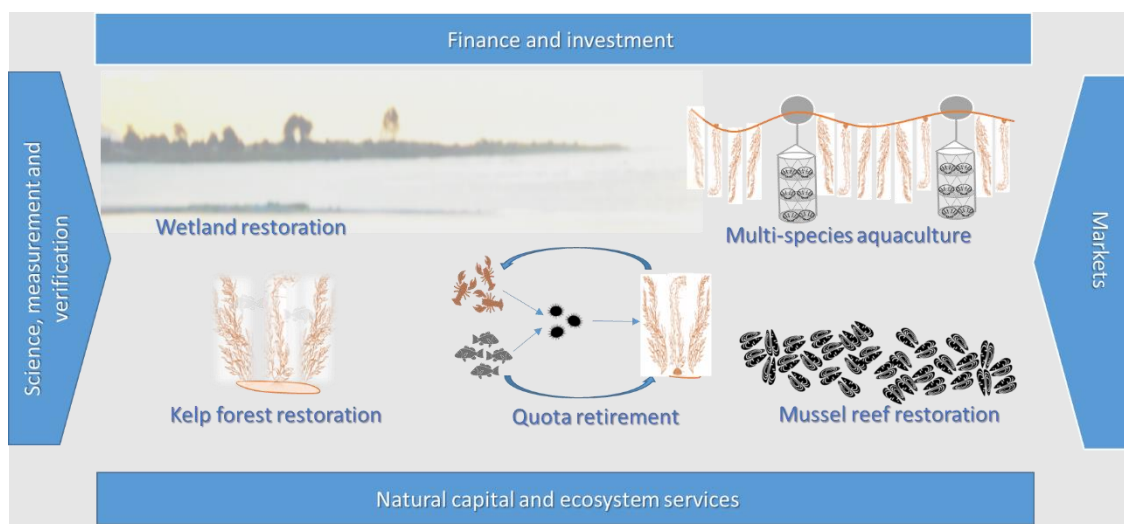 Finance and investment
Science, measurement and
verification
Markets
Wetland restoration
Multi-species aquaculture
Kelp forest restoration
Quota retirement
Mussel reef restoration
Natural capital and ecosystem services